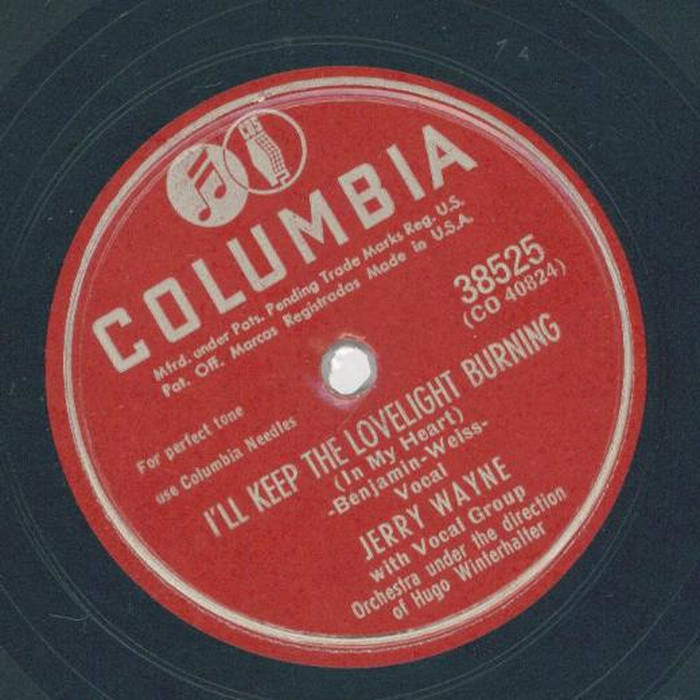 CBS
COLUMBIA
Mfrd. under Pats. Pending Trade Marks Reg. U.S.
Pat. Off. Marcas Registradas Made in U.S.A.
38525
(CO 40824)
For perfect tone
use Columbia Needles
I'LL KEEP THE LOVELIGHT BURNING
(In My Heart)
-Benjamin-Weiss-
Vocal
JERRY WAYNE
with Vocal Group
Orchestra under the direction
of Hugo Winterhalter